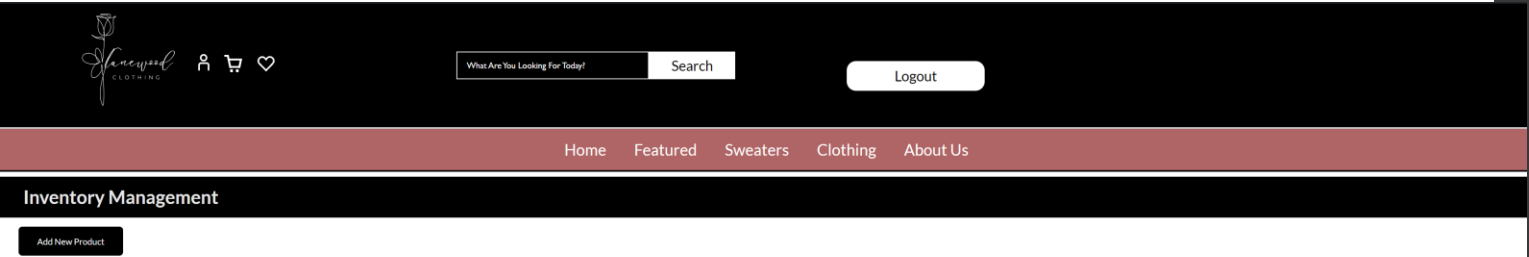 Janewood
CLOTHING
What Are You Looking For Today?
Search
Logout
Home Featured Sweaters Clothing About Us
Inventory Management
Add New Product